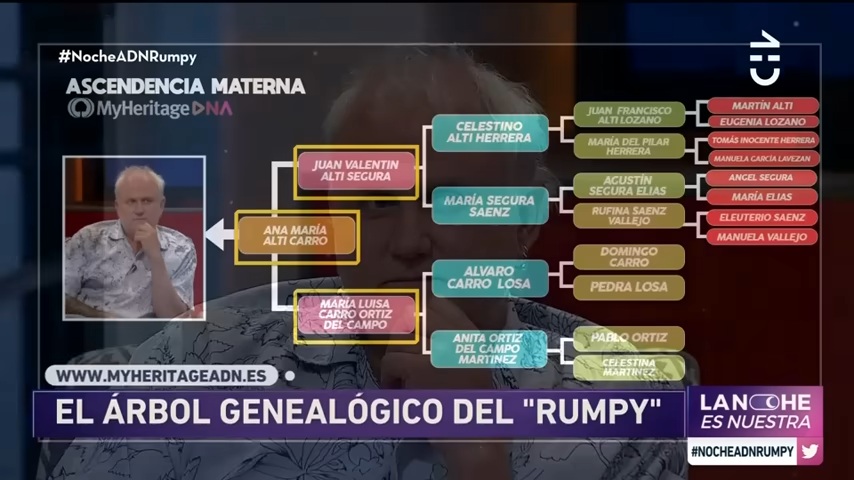 #NocheADNRumpy
CHV
ASCENDENCIA MATERNA
MyHeritage DNA
ANA MARÍA
ALTI CARRO
JUAN VALENTIN
ALTI SEGURA
MARÍA LUISA
CARRO ORTIZ
DEL CAMPO
CELESTINO
ALTI HERRERA
MARÍA SEGURA
SAENZ
ALVARO
CARRO LOSA
ANITA ORTIZ
DEL CAMPO
MARTINEZ
JUAN FRANCISCO
ALTI LOZANO
MARÍA DEL PILAR
HERRERA
AGUSTÍN
SEGURA ELIAS
RUFINA SAENZ
VALLEJO
DOMINGO
CARRO
PEDRA LOSA
PABLO ORTIZ
CELESTINA
MARTINEZ
MARTÍN ALTI
EUGENIA LOZANO
TOMÁS INOCENTE HERRERA
MANUELA GARCÍA LAVEZAN
ANGEL SEGURA
MARÍA ELIAS
ELEUTERIO SAENZ
MANUELA VALLEJO
WWW.MYHERITAGEADN.ES
EL ÁRBOL GENEALÓGICO DEL "RUMPY"
LA NOCHE
ES NUESTRA
#NOCHEADNRUMPY